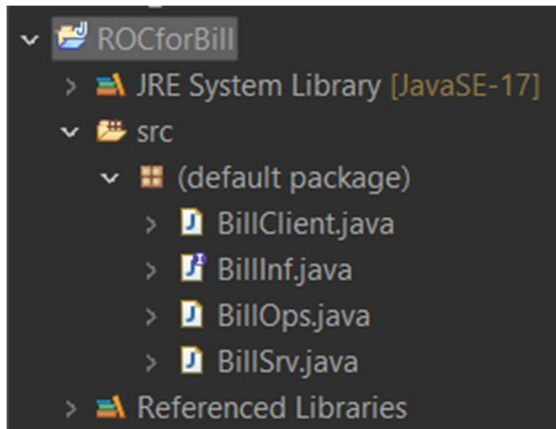 ROCforBill
JRE System Library [JavaSE-17]
src
(default package)
BillClient.java
BillInf.java
BillOps.java
BillSrv.java
Referenced Libraries